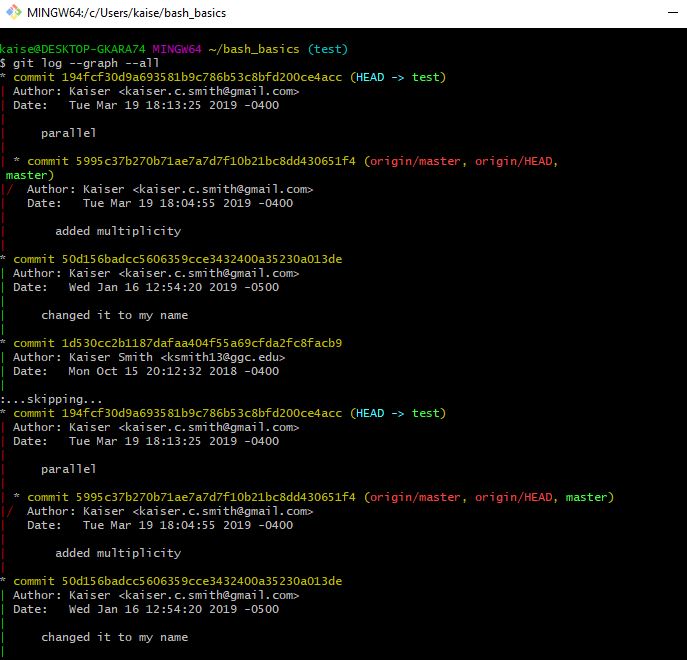 MINGW64:/c/Users/kaise/bash_basics
kaise@DESKTOP-GKARA74 MINGW64 ~/bash_basics (test)
$ git log --graph --all
* commit 194fcf30d9a693581b9c786b53c8bfd200ce4acc (HEAD -> test)
| Author: Kaiser <kaiser.c.smith@gmail.com>
| Date:   Tue Mar 19 18:13:25 2019 -0400
|
|     parallel
|
| * commit 5995c37b270b71ae7a7d7f10b21bc8dd430651f4 (origin/master, origin/HEAD,
 master)
|/  Author: Kaiser <kaiser.c.smith@gmail.com>
|   Date:   Tue Mar 19 18:04:55 2019 -0400
|
|       added multiplicity
|
* commit 50d156badcc5606359cce3432400a35230a013de
| Author: Kaiser <kaiser.c.smith@gmail.com>
| Date:   Wed Jan 16 12:54:20 2019 -0500
|
|     changed it to my name
|
* commit 1d530cc2b1187dafaa404f55a69cfda2fc8facb9
| Author: Kaiser Smith <ksmith13@ggc.edu>
| Date:   Mon Oct 15 20:12:32 2018 -0400
|
:...skipping...
* commit 194fcf30d9a693581b9c786b53c8bfd200ce4acc (HEAD -> test)
| Author: Kaiser <kaiser.c.smith@gmail.com>
| Date:   Tue Mar 19 18:13:25 2019 -0400
|
|     parallel
|
| * commit 5995c37b270b71ae7a7d7f10b21bc8dd430651f4 (origin/master, origin/HEAD, master)
|/  Author: Kaiser <kaiser.c.smith@gmail.com>
|   Date:   Tue Mar 19 18:04:55 2019 -0400
|
|       added multiplicity
|
* commit 50d156badcc5606359cce3432400a35230a013de
| Author: Kaiser <kaiser.c.smith@gmail.com>
| Date:   Wed Jan 16 12:54:20 2019 -0500
|
|     changed it to my name
|